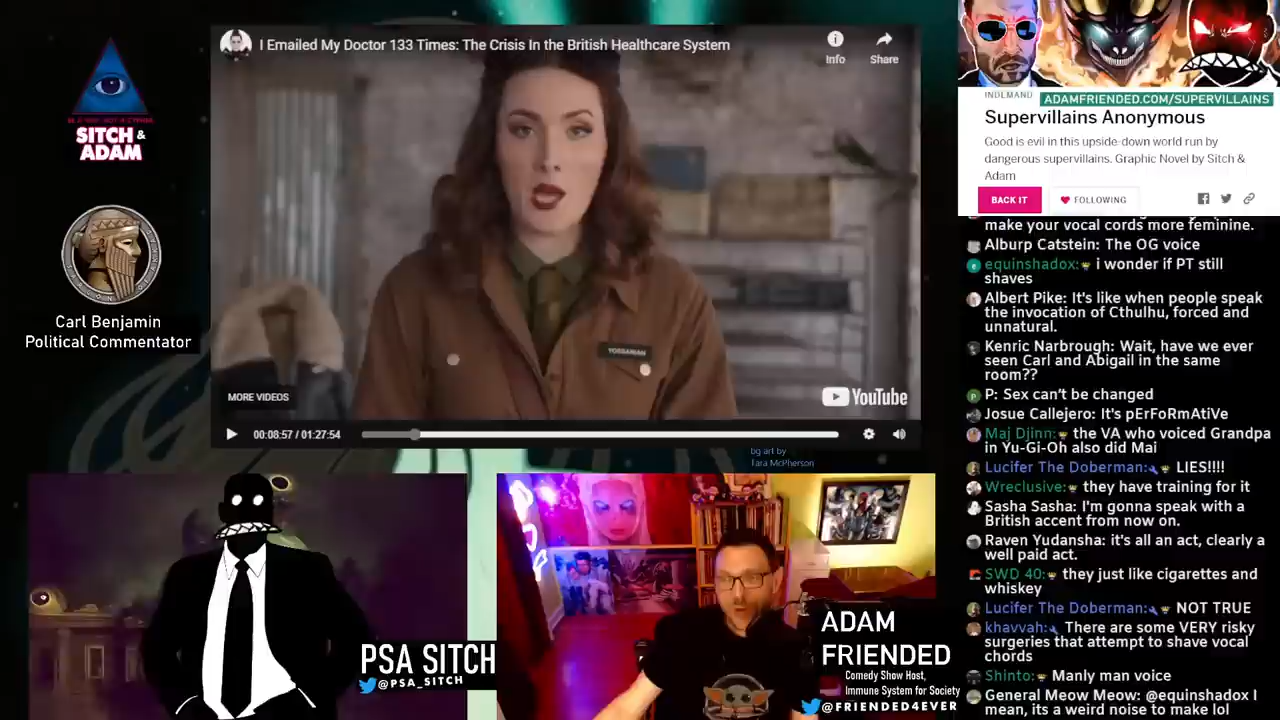 I Emailed My Doctor 133 Times: The Crisis In the British Healthcare System
Info
Share
YOSSARIAN
MORE VIDEOS
YouTube
00:08:57 / 01:27:54
SITCH &
ADAM
Carl Benjamin
Political Commentator
bg art by
Tara McPherson
PSA SITCH
@PSA_SITCH
ADAM
FRIENDED
Comedy Show Host,
Immune System for Society
@FRIENDED4EVER
INDEMAND
ADAMFRIENDED.COM/SUPERVILLAINS
Supervillains Anonymous
Good is evil in this upside-down world run by
dangerous supervillains. Graphic Novel by Sitch &
Adam
BACK IT
FOLLOWING
make your vocal cords more feminine.
Alburp Catstein: The OG voice
equinshadox: i wonder if PT still
shaves
Albert Pike: It's like when people speak
the invocation of Cthulhu, forced and
unnatural.
Kenric Narbrough: Wait, have we ever
seen Carl and Abigail in the same
room??
P: Sex can't be changed
Josue Callejero: It's pErFoRmAtiVe
Maj Djinn: the VA who voiced Grandpa
in Yu-Gi-Oh also did Mai
Lucifer The Doberman: LIES!!!!
Wreclusive: they have training for it
Sasha Sasha: I'm gonna speak with a
British accent from now on.
Raven Yudansha: it's all an act, clearly a
well paid act.
SWD 40: they just like cigarettes and
whiskey
Lucifer The Doberman: NOT TRUE
khavvah: There are some VERY risky
surgeries that attempt to shave vocal
chords
Shinto: Manly man voice
General Meow Meow: @equinshadox I
mean, its a weird noise to make lol